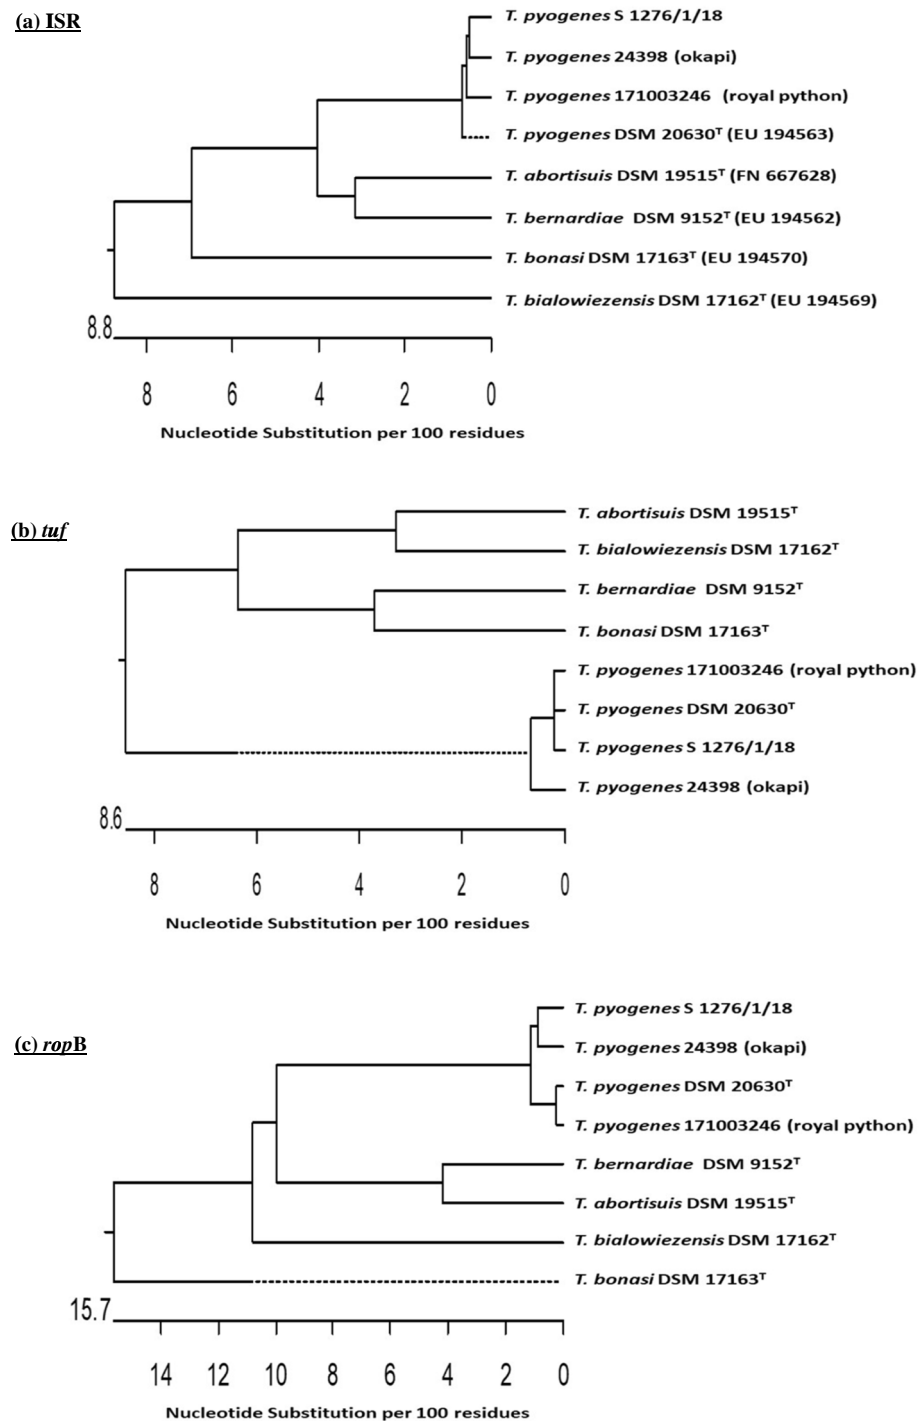 (a) ISR
T. pyogenes S 1276/1/18
T. pyogenes 24398 (okapi)
T. pyogenes 171003246 (royal python)
T. pyogenes DSM 20630ᵀ (EU 194563)
T. abortisuis DSM 19515ᵀ (FN 667628)
T. bernardiae DSM 9152ᵀ (EU 194562)
T. bonasi DSM 17163ᵀ (EU 194570)
T. bialowiezensis DSM 17162ᵀ (EU 194569)
8.8
8 6 4 2 0
Nucleotide Substitution per 100 residues
(b) tuf
T. abortisuis DSM 19515ᵀ
T. bialowiezensis DSM 17162ᵀ
T. bernardiae DSM 9152ᵀ
T. bonasi DSM 17163ᵀ
T. pyogenes 171003246 (royal python)
T. pyogenes DSM 20630ᵀ
T. pyogenes S 1276/1/18
T. pyogenes 24398 (okapi)
8.6
8 6 4 2 0
Nucleotide Substitution per 100 residues
(c) ropB
T. pyogenes S 1276/1/18
T. pyogenes 24398 (okapi)
T. pyogenes DSM 20630ᵀ
T. pyogenes 171003246 (royal python)
T. bernardiae DSM 9152ᵀ
T. abortisuis DSM 19515ᵀ
T. bialowiezensis DSM 17162ᵀ
T. bonasi DSM 17163ᵀ
15.7
14 12 10 8 6 4 2 0
Nucleotide Substitution per 100 residues